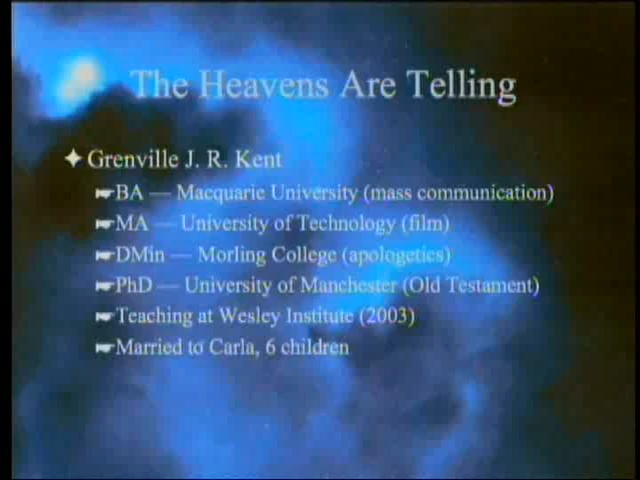 The Heavens Are Telling
Grenville J. R. Kent
BA — Macquarie University (mass communication)
MA — University of Technology (film)
DMin — Morling College (apologetics)
PhD — University of Manchester (Old Testament)
Teaching at Wesley Institute (2003)
Married to Carla, 6 children